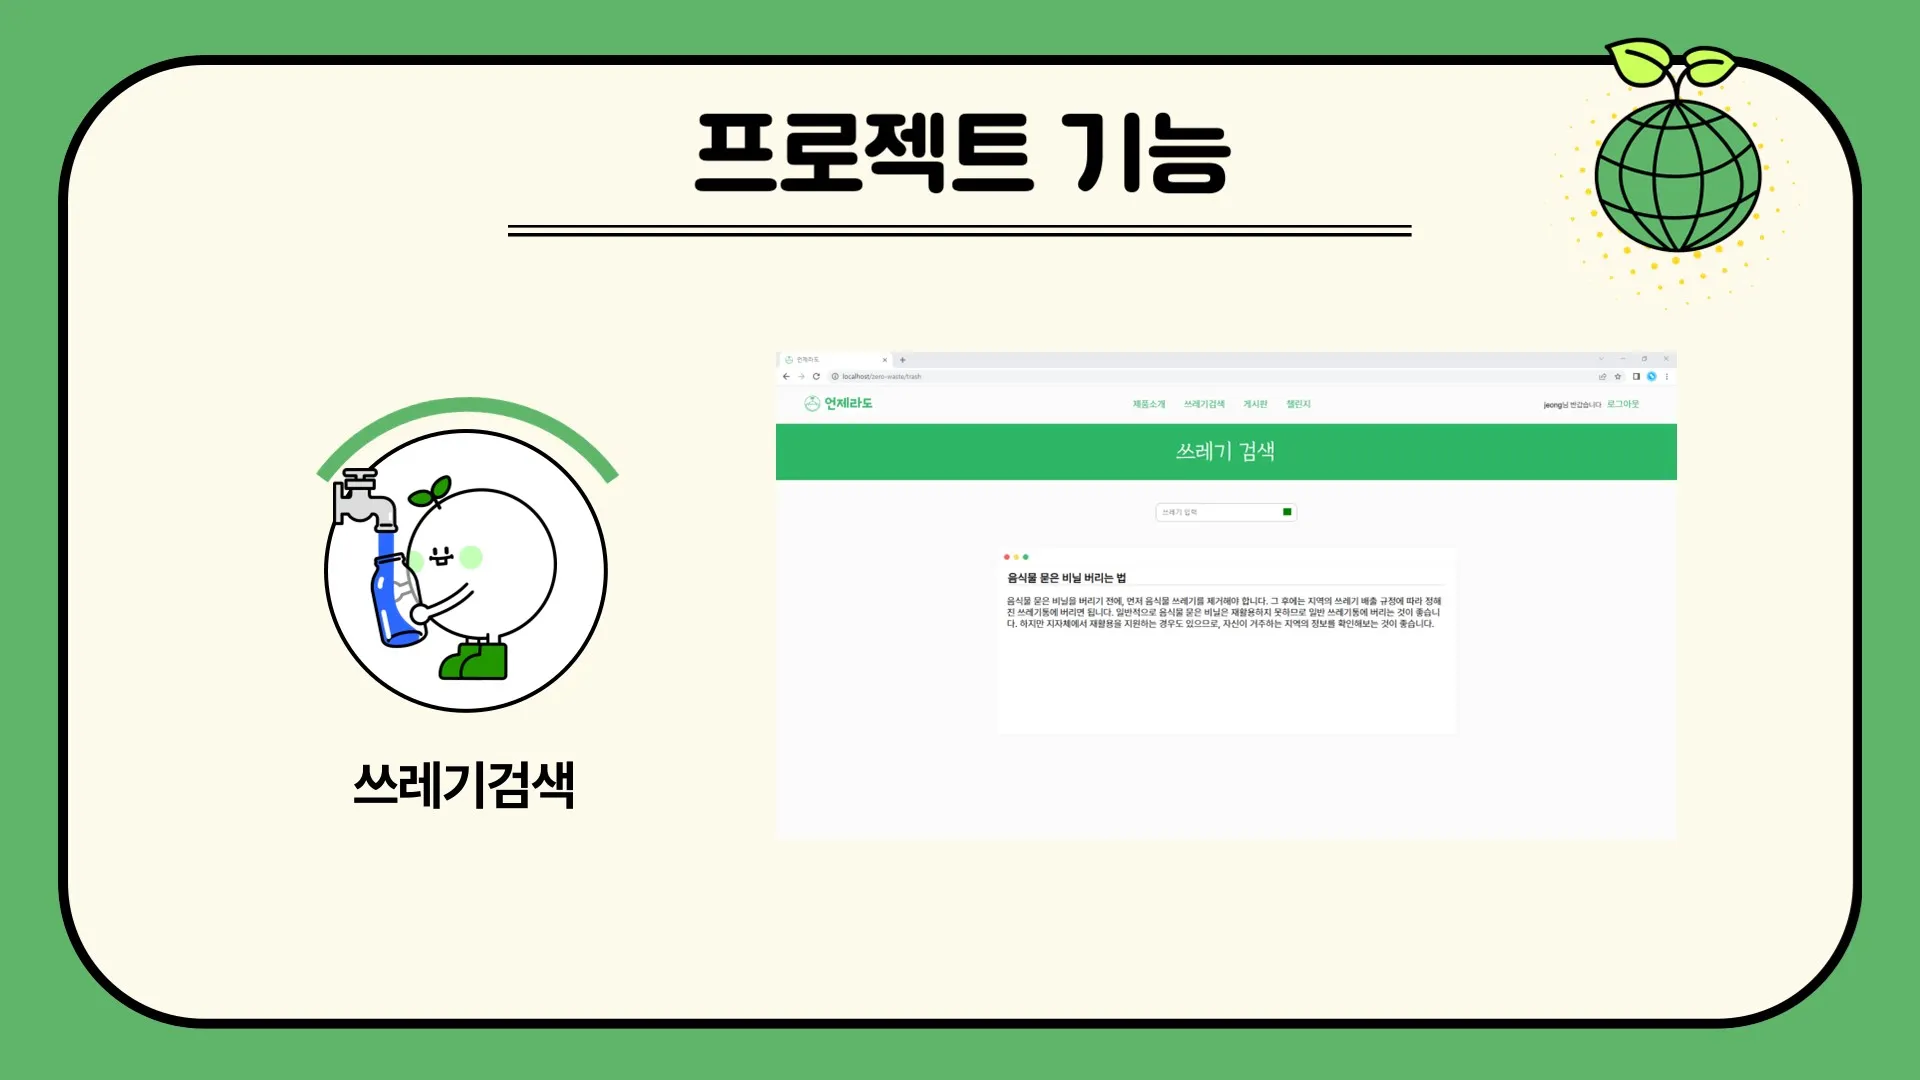 프로젝트 기능
언제라도
localhost/zero-waste/trash
언제라도
제품소개 쓰레기검색 게시판 챌린지
jeong님 반갑습니다 로그아웃
쓰레기 검색
쓰레기 입력
음식물 묻은 비닐 버리는 법
음식물 묻은 비닐을 버리기 전에, 먼저 음식물 쓰레기를 제거해야 합니다. 그 후에는 지역의 쓰레기 배출 규정에 따라 정해
진 쓰레기통에 버리면 됩니다. 일반적으로 음식물 묻은 비닐은 재활용하지 못하므로 일반 쓰레기통에 버리는 것이 좋습니
다. 하지만 지자체에서 재활용을 지원하는 경우도 있으므로, 자신이 거주하는 지역의 정보를 확인해보는 것이 좋습니다.
쓰레기검색